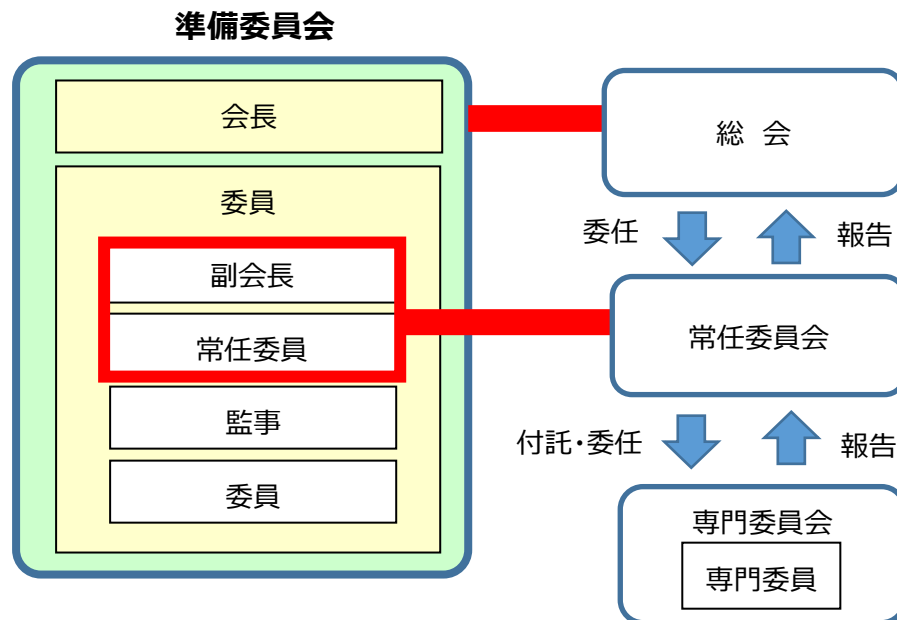 準備委員会
会長
委員
副会長
常任委員
監事
委員
総 会
委任
報告
常任委員会
付託・委任
報告
専門委員会
専門委員